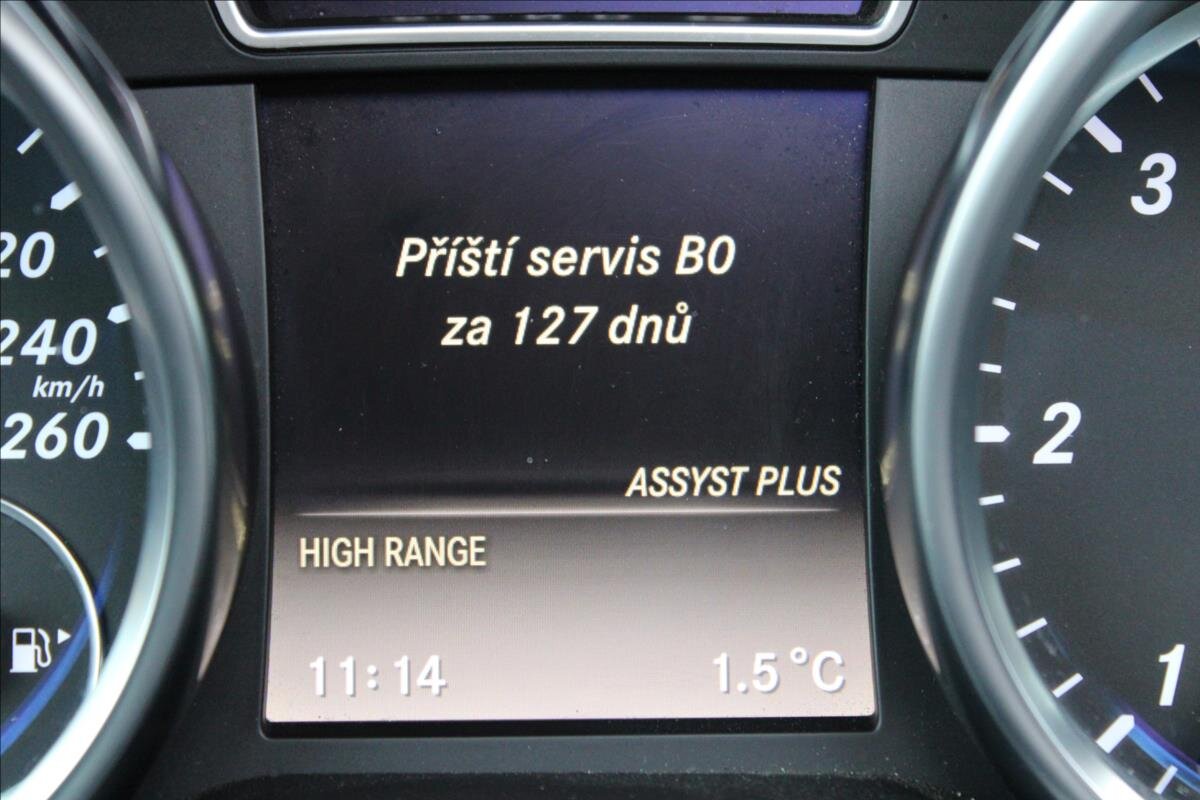 Příští servis B0
za 127 dnů
ASSYST PLUS
HIGH RANGE
11:14
1.5 °C
20
240
km/h
260
3
2
1